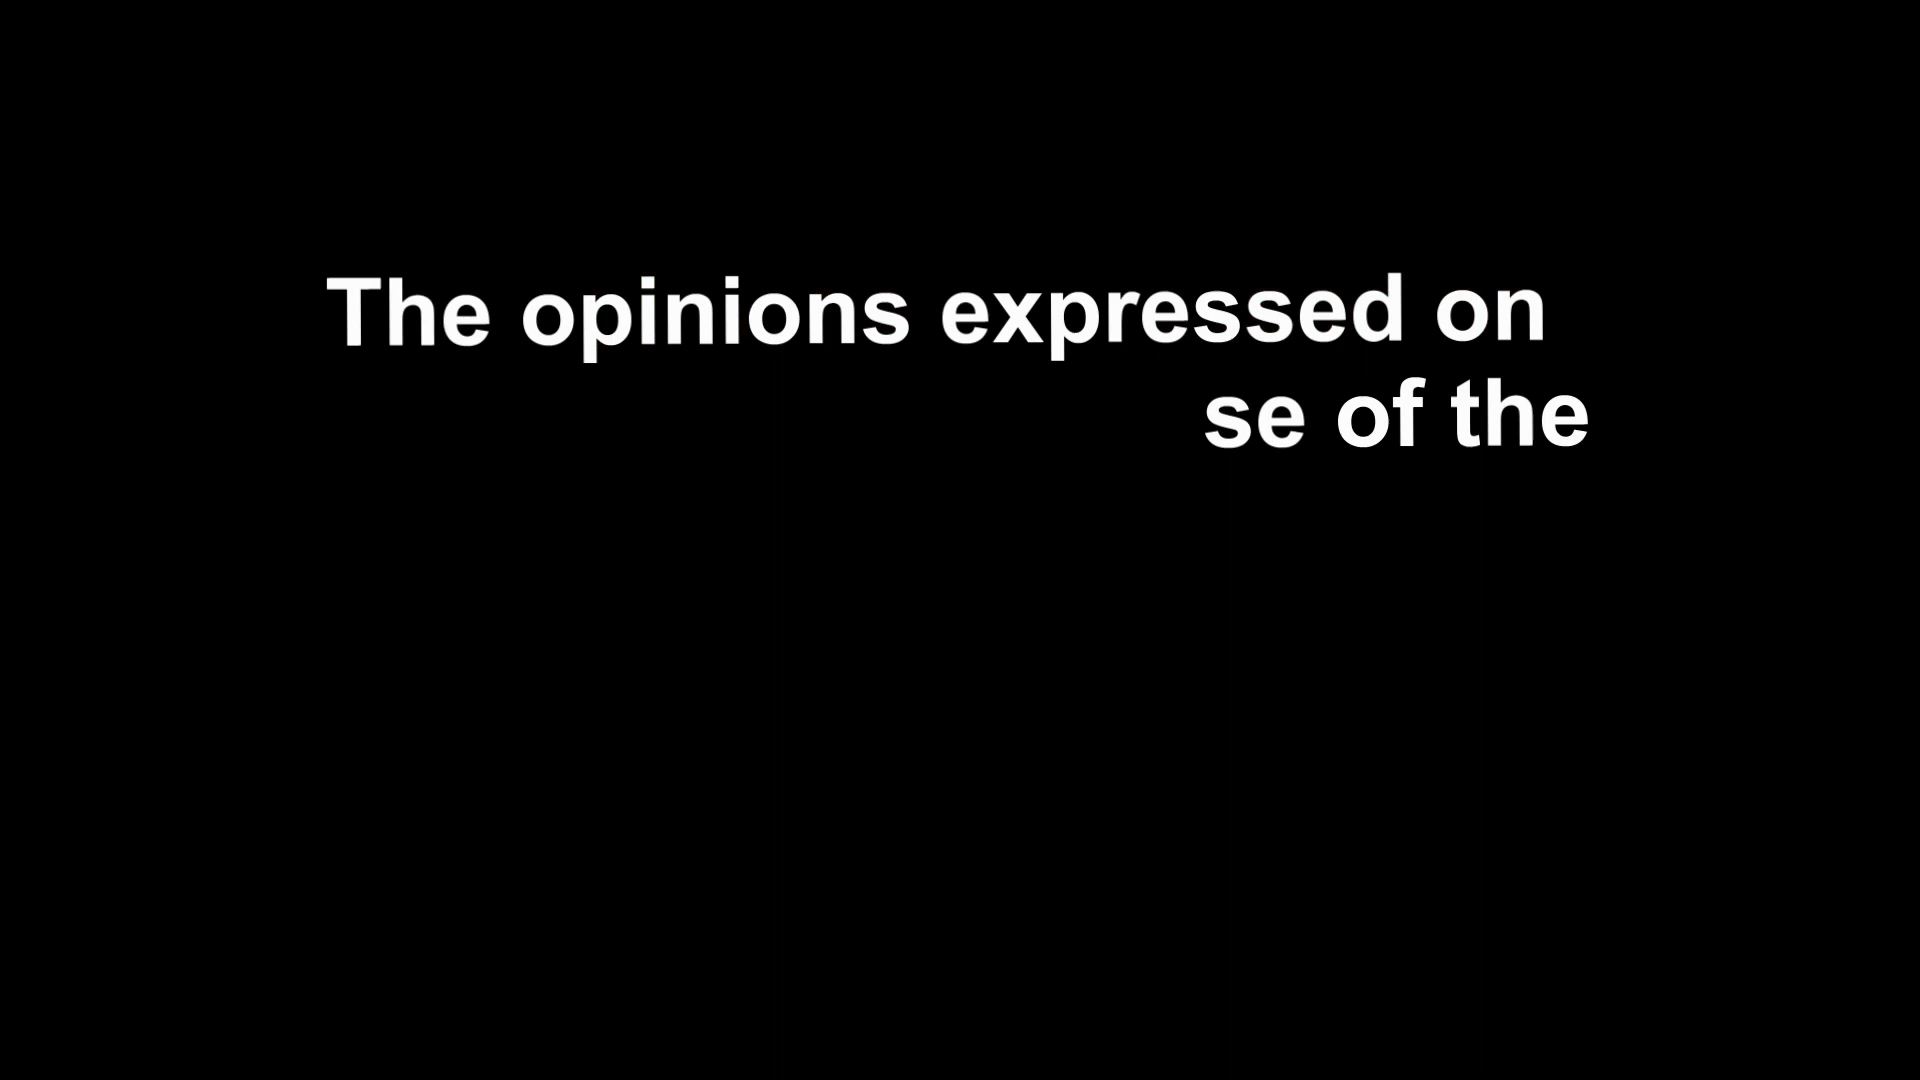 The opinions expressed on
se of the